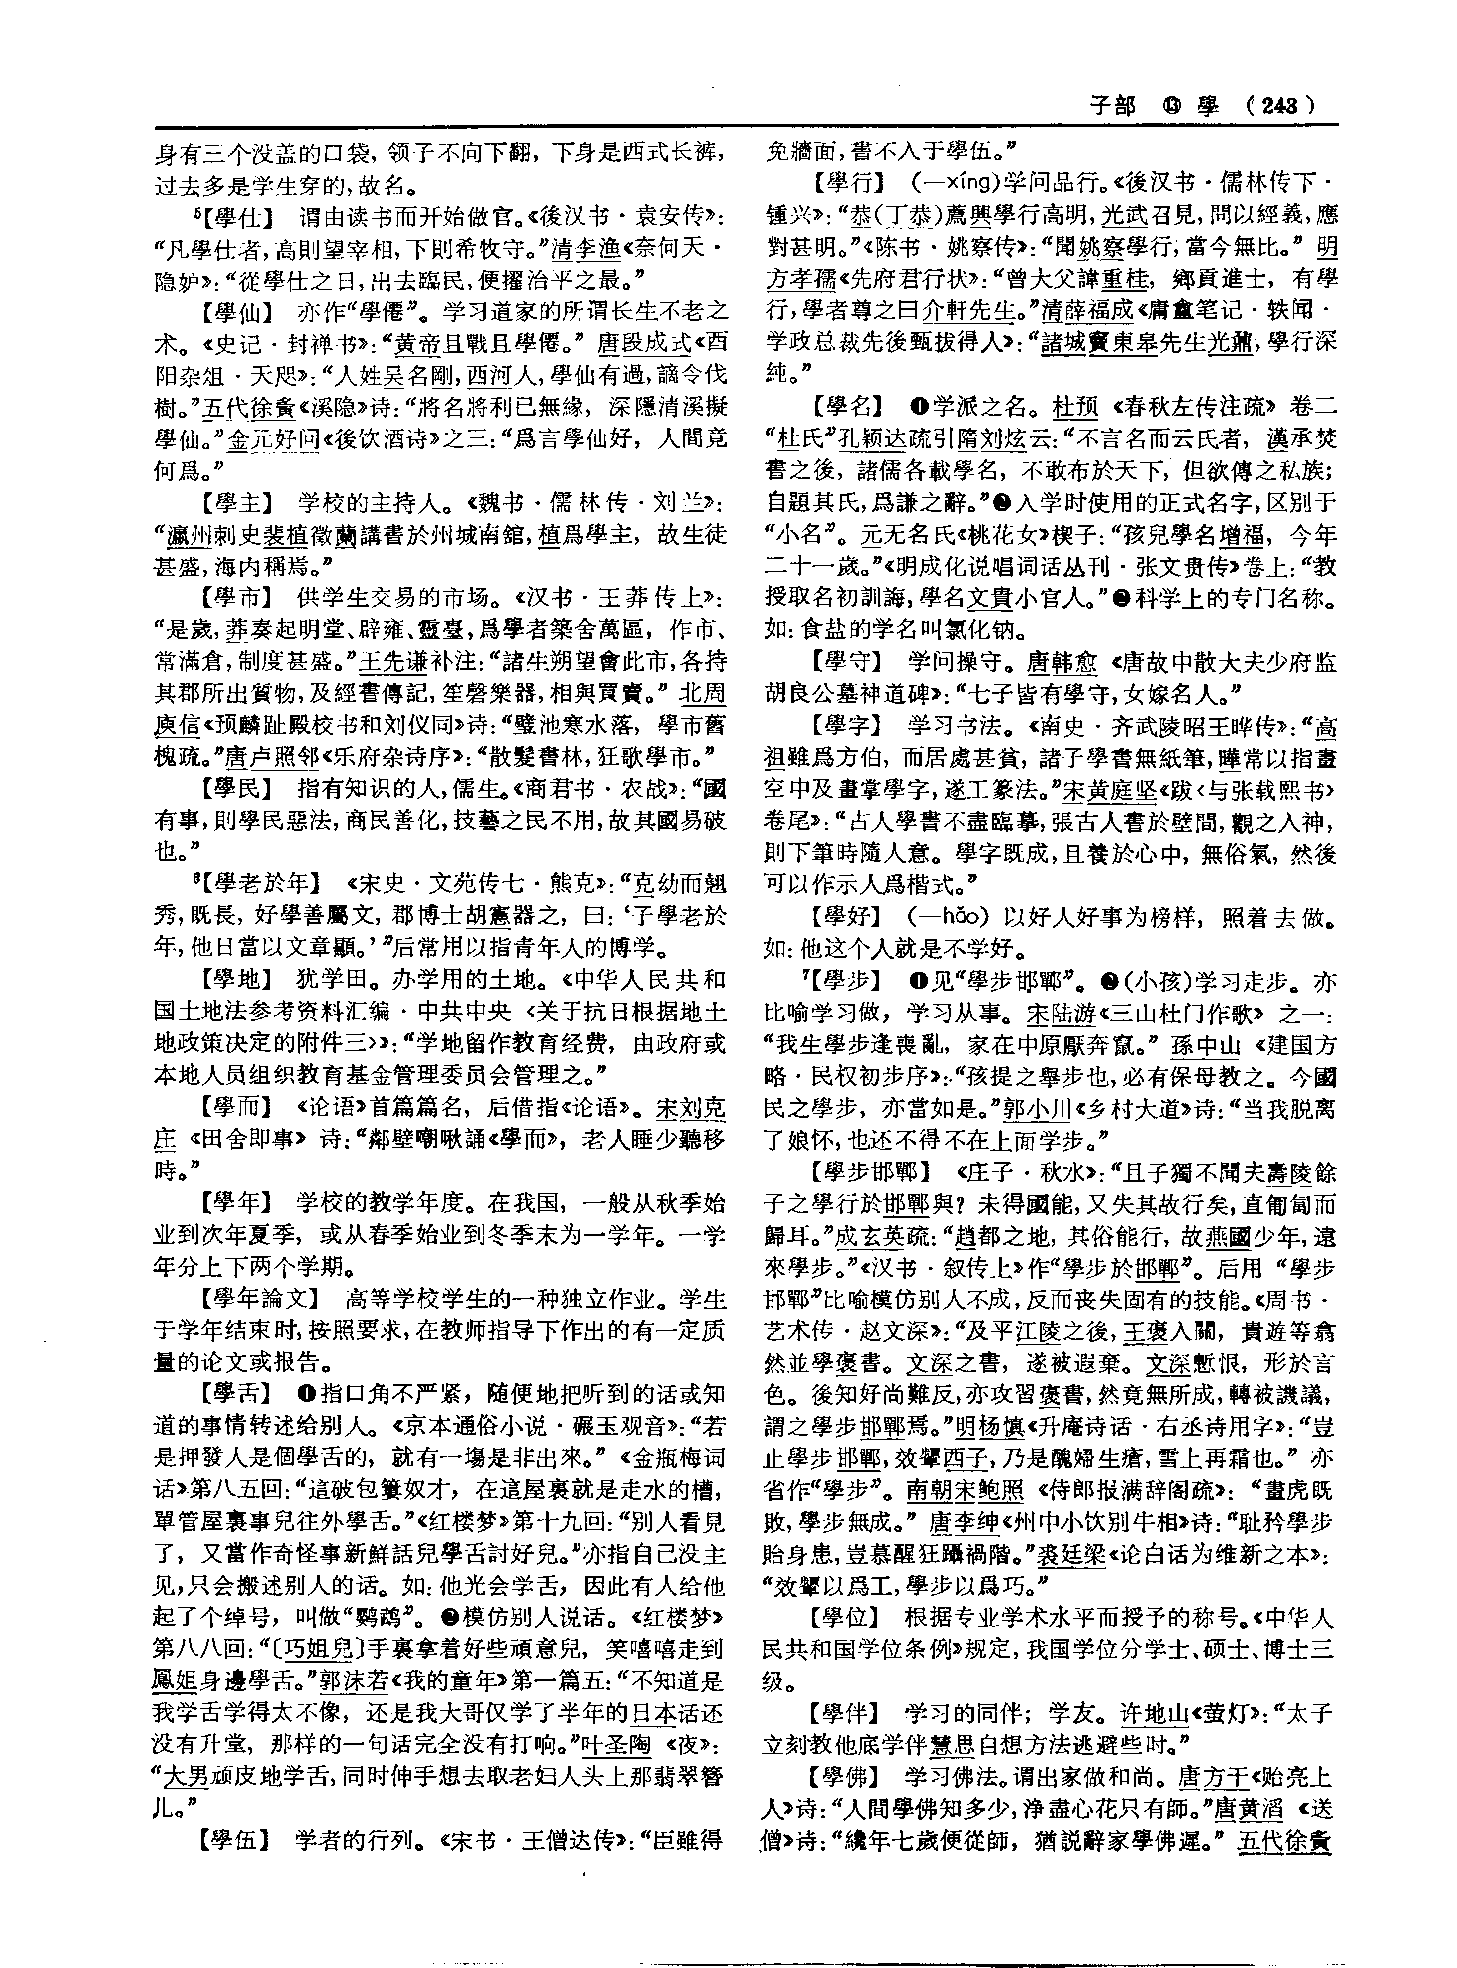 子部 ⑬ 學 (243)
身有三个没盖的口袋，领子不向下翻，下身是西式长裤，
过去多是学生穿的，故名。
⁵【學仕】 谓由读书而开始做官。《後汉书·袁安传》：
“凡學仕者，高則望宰相，下則希牧守。”清李渔《奈何天·
隐妒》：“從學仕之日，出去臨民，便擢治平之最。”
【學仙】 亦作“學僊”。学习道家的所谓长生不老之
术。《史记·封禅书》：“黄帝且戰且學僊。” 唐段成式《酉
阳杂俎·天咫》：“人姓吴名剛，西河人，學仙有過，謫令伐
樹。”五代徐夤《溪隐》诗：“將名將利已無緣，深隱清溪擬
學仙。”金元好问《後饮酒诗》之三：“爲言學仙好，人間竟
何爲。”
【學主】 学校的主持人。《魏书·儒林传·刘兰》：
“瀛州刺史裴植徵蘭講書於州城南館，植爲學主，故生徒
甚盛，海内稱焉。”
【學市】 供学生交易的市场。《汉书·王莽传上》：
“是歲，莽奏起明堂、辟雍、靈臺，爲學者築舍萬區，作市、
常滿倉，制度甚盛。”王先谦补注：“諸生朔望會此市，各持
其郡所出質物，及經書傳記，笙磬樂器，相與買賣。” 北周
庾信《预麟趾殿校书和刘仪同》诗：“璧池寒水落，學市舊
槐疏。”唐卢照邻《乐府杂诗序》：“散髮書林，狂歌學市。”
【學民】 指有知识的人，儒生。《商君书·农战》：“國
有事，則學民惡法，商民善化，技藝之民不用，故其國易破
也。”
⁶【學老於年】 《宋史·文苑传七·熊克》：“克幼而翹
秀，既長，好學善屬文，郡博士胡憲器之，曰：‘子學老於
年，他日當以文章顯。’”后常用以指青年人的博学。
【學地】 犹学田。办学用的土地。《中华人民共和
国土地法参考资料汇编·中共中央〈关于抗日根据地土
地政策决定的附件三〉》：“学地留作教育经费，由政府或
本地人员组织教育基金管理委员会管理之。”
【學而】 《论语》首篇篇名，后借指《论语》。宋刘克
庄《田舍即事》诗：“鄰壁嘲啾誦《學而》，老人睡少聽移
時。”
【學年】 学校的教学年度。在我国，一般从秋季始
业到次年夏季，或从春季始业到冬季末为一学年。一学
年分上下两个学期。
【學年論文】 高等学校学生的一种独立作业。学生
于学年结束时，按照要求，在教师指导下作出的有一定质
量的论文或报告。
【學舌】 ❶指口角不严紧，随便地把听到的话或知
道的事情转述给别人。《京本通俗小说·碾玉观音》：“若
是押發人是個學舌的，就有一場是非出來。”《金瓶梅词
话》第八五回：“這破包簍奴才，在這屋裏就是走水的槽，
單管屋裏事兒往外學舌。”《红楼梦》第十九回：“别人看見
了，又當作奇怪事新鮮話兒學舌討好兒。”亦指自己没主
见，只会搬述别人的话。如：他光会学舌，因此有人给他
起了个绰号，叫做“鹦鹉”。❷模仿别人说话。《红楼梦》
第八八回：“〔巧姐兒〕手裏拿着好些頑意兒，笑嘻嘻走到
鳳姐身邊學舌。”郭沫若《我的童年》第一篇五：“不知道是
我学舌学得太不像，还是我大哥仅学了半年的日本话还
没有升堂，那样的一句话完全没有打响。”叶圣陶《夜》：
“大男顽皮地学舌，同时伸手想去取老妇人头上那翡翠簪
儿。”
【學伍】 学者的行列。《宋书·王僧达传》：“臣雖得
免牆面，書不入于學伍。”
【學行】 (—xíng)学问品行。《後汉书·儒林传下·
锺兴》：“恭(丁恭)薦興學行高明，光武召見，問以經義，應
對甚明。”《陈书·姚察传》：“聞姚察學行，當今無比。” 明
方孝孺《先府君行状》：“曾大父諱重桂，鄉貢進士，有學
行，學者尊之曰介軒先生。”清薛福成《庸盦笔记·轶闻·
学政总裁先後甄拔得人》：“諸城竇東皋先生光鼐，學行深
純。”
【學名】 ❶学派之名。杜预《春秋左传注疏》卷二
“杜氏”孔颖达疏引隋刘炫云：“不言名而云氏者，漢承焚
書之後，諸儒各載學名，不敢布於天下，但欲傳之私族；
自題其氏，爲謙之辭。”❷入学时使用的正式名字，区别于
“小名”。元无名氏《桃花女》楔子：“孩兒學名增福，今年
二十一歲。”《明成化说唱词话丛刊·张文贵传》卷上：“教
授取名初訓誨，學名文貴小官人。”❸科学上的专门名称。
如：食盐的学名叫氯化钠。
【學守】 学问操守。唐韩愈《唐故中散大夫少府监
胡良公墓神道碑》：“七子皆有學守，女嫁名人。”
【學字】 学习书法。《南史·齐武陵昭王晔传》：“高
祖雖爲方伯，而居處甚貧，諸子學書無紙筆，曄常以指畫
空中及畫掌學字，遂工篆法。”宋黄庭坚《跋〈与张载熙书〉
卷尾》：“古人學書不盡臨摹，張古人書於壁間，觀之入神，
則下筆時隨人意。學字既成，且養於心中，無俗氣，然後
可以作示人爲楷式。”
【學好】 (—hǎo) 以好人好事为榜样，照着去做。
如：他这个人就是不学好。
⁷【學步】 ❶见“學步邯鄲”。❷(小孩)学习走步。亦
比喻学习做，学习从事。宋陆游《三山杜门作歌》之一：
“我生學步逢喪亂，家在中原厭奔竄。” 孫中山《建国方
略·民权初步序》：“孩提之舉步也，必有保母教之。今國
民之學步，亦當如是。”郭小川《乡村大道》诗：“当我脱离
了娘怀，也还不得不在上面学步。”
【學步邯鄲】 《庄子·秋水》：“且子獨不聞夫壽陵餘
子之學行於邯鄲與？未得國能，又失其故行矣，直匍匐而
歸耳。”成玄英疏：“趙都之地，其俗能行，故燕國少年，遠
來學步。”《汉书·叙传上》作“學步於邯鄲”。后用“學步
邯鄲”比喻模仿别人不成，反而丧失固有的技能。《周书·
艺术传·赵文深》：“及平江陵之後，王褒入關，貴遊等翕
然並學褒書。文深之書，遂被遐棄。文深慙恨，形於言
色。後知好尚難反，亦攻習褒書，然竟無所成，轉被譏議，
謂之學步邯鄲焉。”明杨慎《升庵诗话·右丞诗用字》：“豈
止學步邯鄲，效顰西子，乃是醜婦生瘡，雪上再霜也。” 亦
省作“學步”。南朝宋鲍照《侍郎报满辞阁疏》：“畫虎既
敗，學步無成。” 唐李绅《州中小饮别牛相》诗：“耻矜學步
貽身患，豈慕醒狂躡禍階。”裘廷梁《论白话为维新之本》：
“效顰以爲工，學步以爲巧。”
【學位】 根据专业学术水平而授予的称号。《中华人
民共和国学位条例》规定，我国学位分学士、硕士、博士三
级。
【學伴】 学习的同伴；学友。许地山《萤灯》：“太子
立刻教他底学伴慧思自想方法逃避些时。”
【學佛】 学习佛法。谓出家做和尚。唐方干《贻亮上
人》诗：“人間學佛知多少，净盡心花只有師。”唐黄滔《送
僧》诗：“纔年七歲便從師，猶説辭家學佛遲。” 五代徐夤